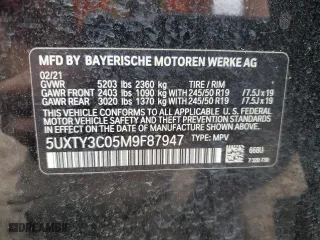 MFD BY BAYERISCHE MOTOREN WERKE AG
02/21
GVWR 5203 lbs 2360 kg TIRE / RIM
GAWR FRONT 2403 lbs 1090 kg WITH 245/50 R19 / 7.5J x 19
GAWR REAR 3020 lbs 1370 kg WITH 245/50 R19 / 7.5J x 19
THIS VEHICLE CONFORMS TO ALL APPLICABLE
FEDERAL MOTOR VEHICLE SAFETY, BUMPER,
AND THEFT PREVENTION STANDARDS IN
EFFECT ON THE DATE OF MANUFACTURE
SHOWN ABOVE.
5UXTY3C05M9F87947 TYPE: MPV